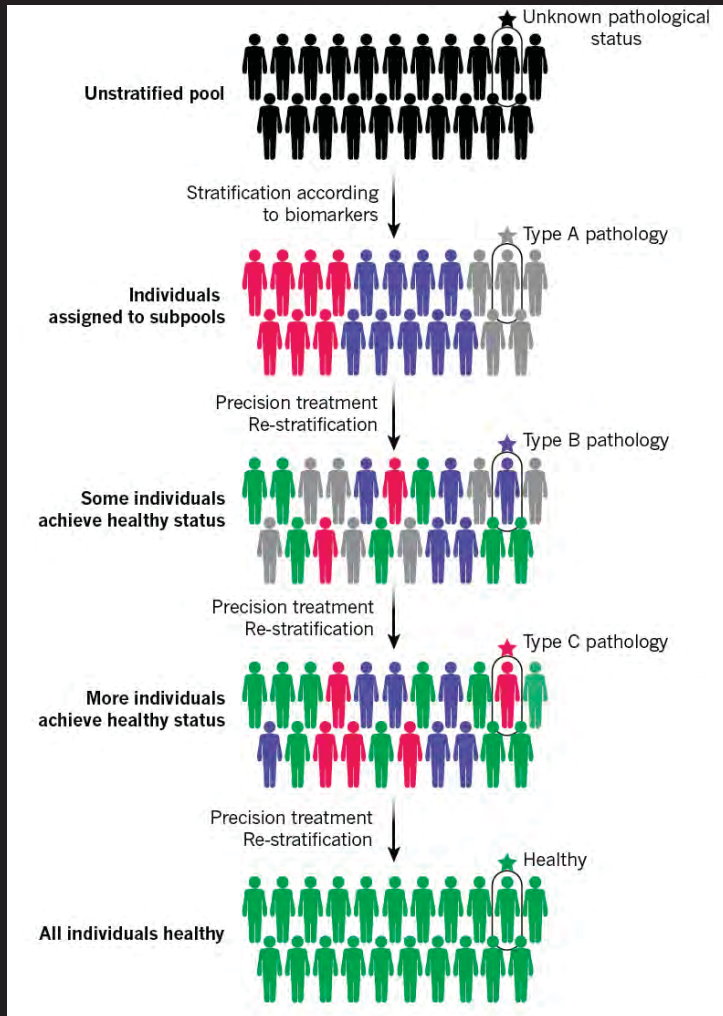 Unknown pathological
status
Unstratified pool
Stratification according
to biomarkers
Type A pathology
Individuals
assigned to subpools
Precision treatment
Re-stratification
Type B pathology
Some individuals
achieve healthy status
Precision treatment
Re-stratification
Type C pathology
More individuals
achieve healthy status
Precision treatment
Re-stratification
Healthy
All individuals healthy